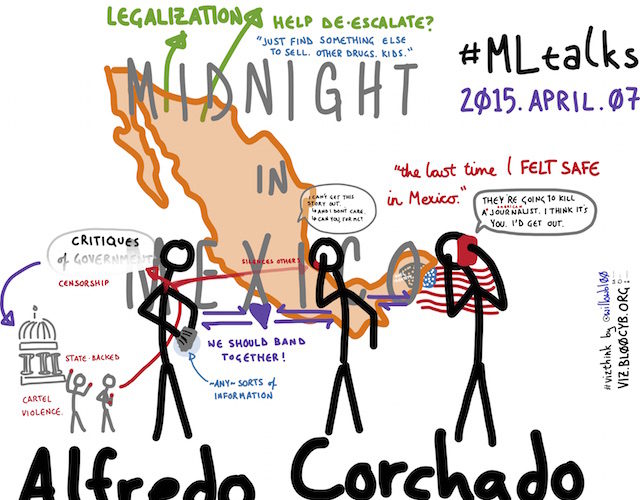 LEGALIZATION
HELP DE-ESCALATE?
"JUST FIND SOMETHING ELSE
TO SELL. OTHER DRUGS. KIDS."
#MLtalks
2015.APRIL.07
MIDNIGHT
IN
MEXICO
"the last time I FELT SAFE
in Mexico."
I CAN'T GET THIS
STORY OUT.
↳AND I DON'T CARE.
↳CAN YOU, FOR ME?
THEY'RE GOING TO KILL
AMERICAN
A JOURNALIST. I THINK IT'S
YOU. I'D GET OUT.
CRITIQUES
of GOVERNMENT
CENSORSHIP
SILENCES OTHERS
WE SHOULD BAND
TOGETHER!
STATE-BACKED
CARTEL
VIOLENCE.
~ANY~ SORTS of
INFORMATION
#vizthink by @willowbl00
VIZ.BL00CYB.ORG
Alfredo Corchado